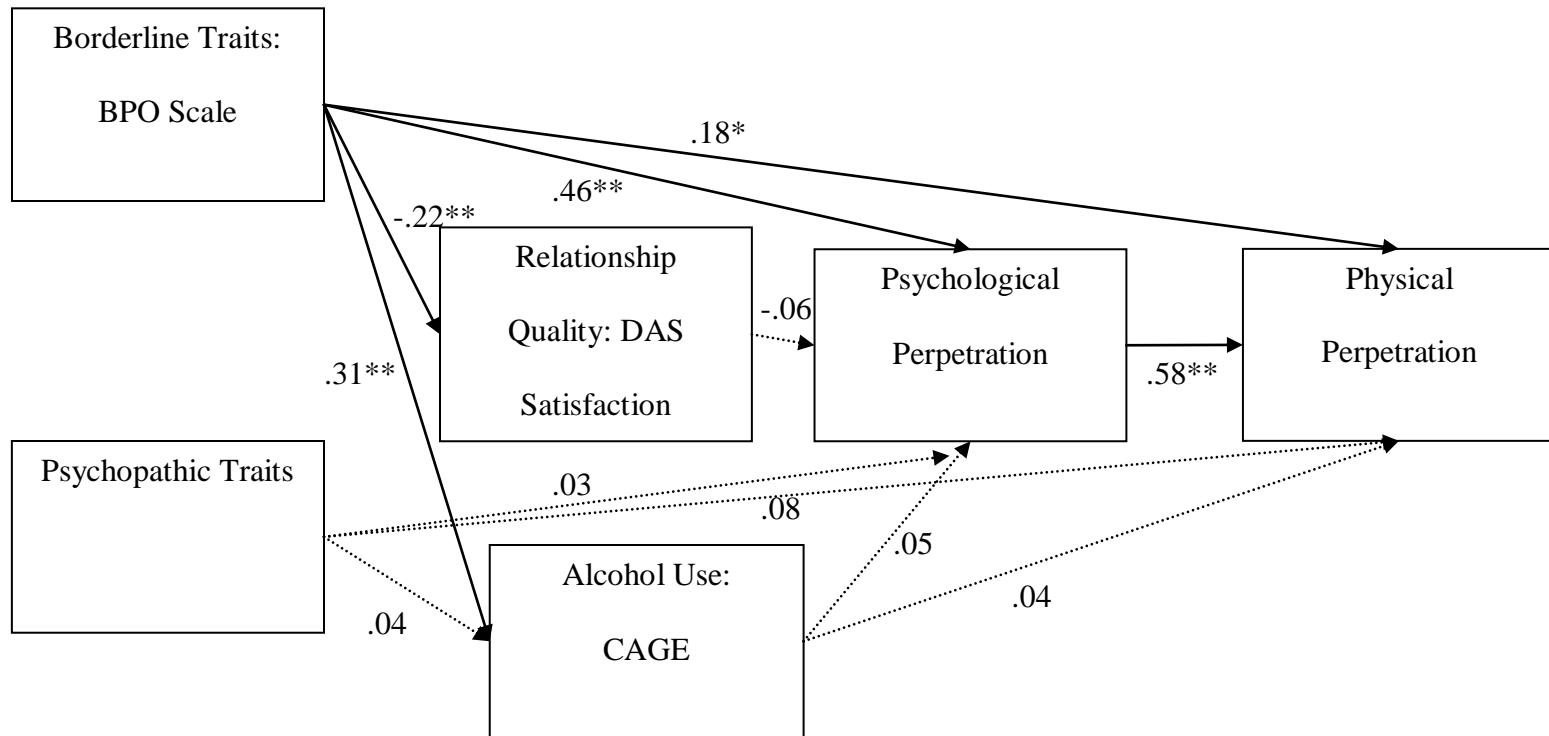 Borderline Traits:
BPO Scale
.18*
.46**
-.22**
Relationship
Quality: DAS
Satisfaction
Psychological
Perpetration
Physical
Perpetration
-.06
.58**
.31**
Psychopathic Traits
.03
.08
.05
.04
.04
Alcohol Use:
CAGE